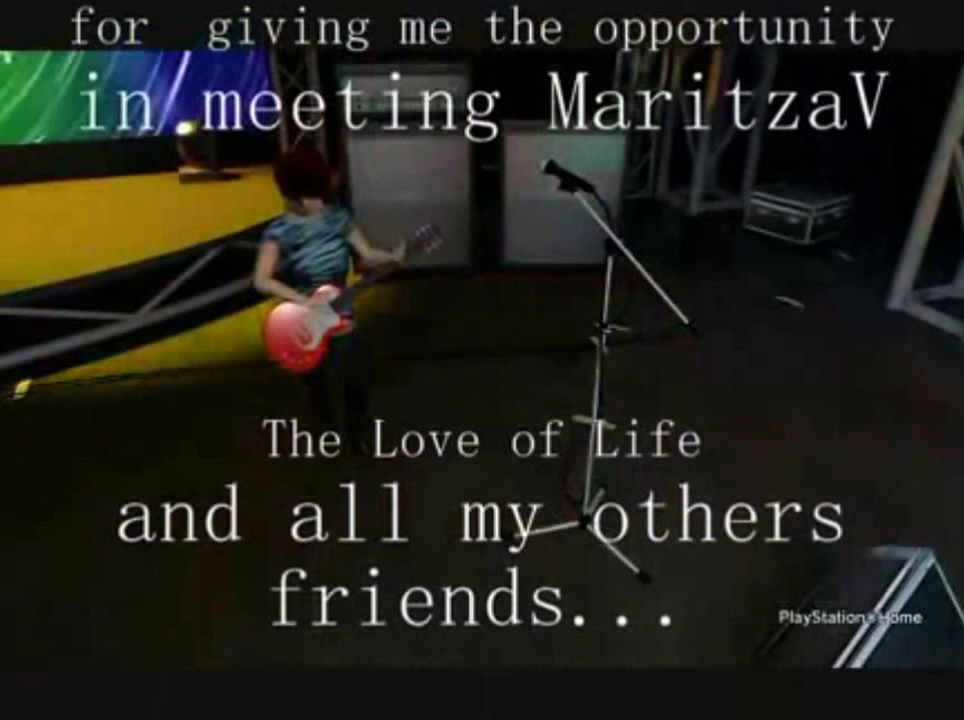 for giving me the opportunity
in meeting MaritzaV
The Love of Life
and all my others
friends...
PlayStation®Home